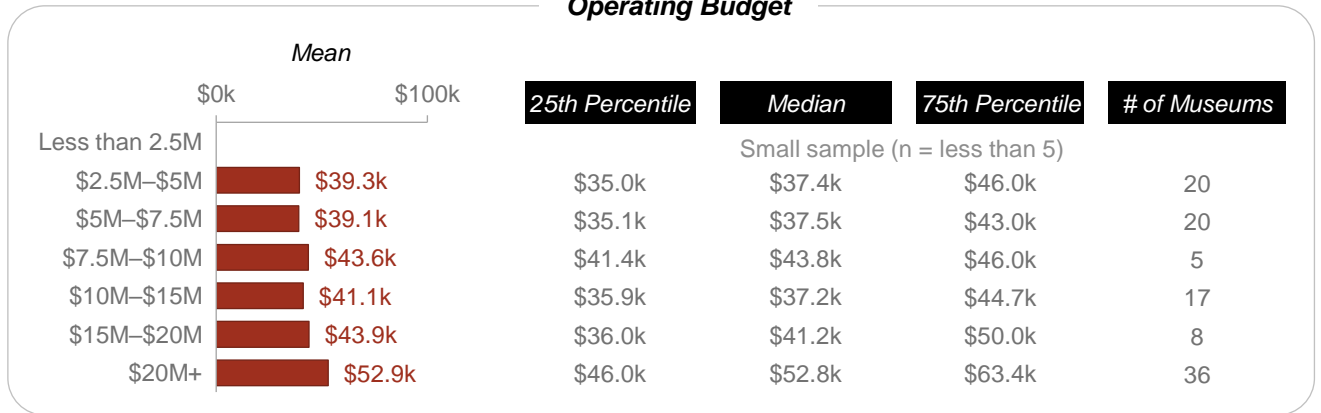 Operating Budget
Mean
$0k $100k 25th Percentile Median 75th Percentile # of Museums
Less than 2.5M Small sample (n = less than 5)
$2.5M–$5M $39.3k $35.0k $37.4k $46.0k 20
$5M–$7.5M $39.1k $35.1k $37.5k $43.0k 20
$7.5M–$10M $43.6k $41.4k $43.8k $46.0k 5
$10M–$15M $41.1k $35.9k $37.2k $44.7k 17
$15M–$20M $43.9k $36.0k $41.2k $50.0k 8
$20M+ $52.9k $46.0k $52.8k $63.4k 36